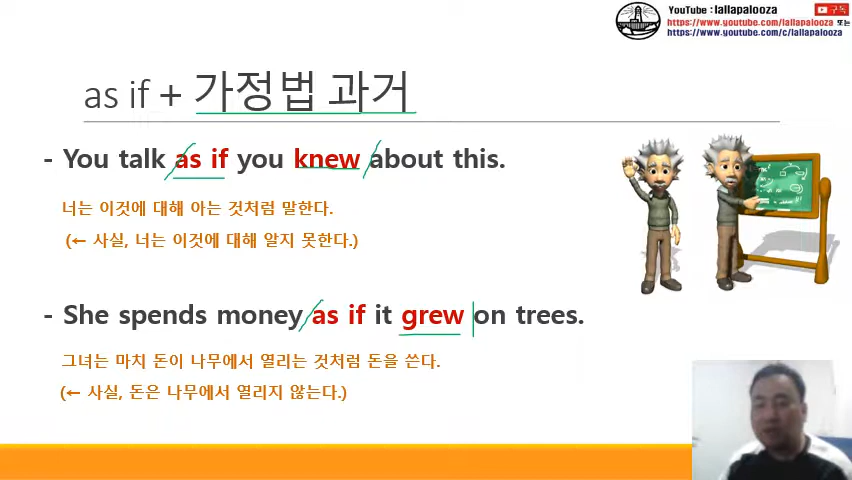 YouTube : lallapalooza
구독
https://www.youtube.com/lallapalooza 또는
https://www.youtube.com/c/lallapalooza
as if + 가정법 과거
- You talk as if you knew about this.
너는 이것에 대해 아는 것처럼 말한다.
(← 사실, 너는 이것에 대해 알지 못한다.)
- She spends money as if it grew on trees.
그녀는 마치 돈이 나무에서 열리는 것처럼 돈을 쓴다.
(← 사실, 돈은 나무에서 열리지 않는다.)